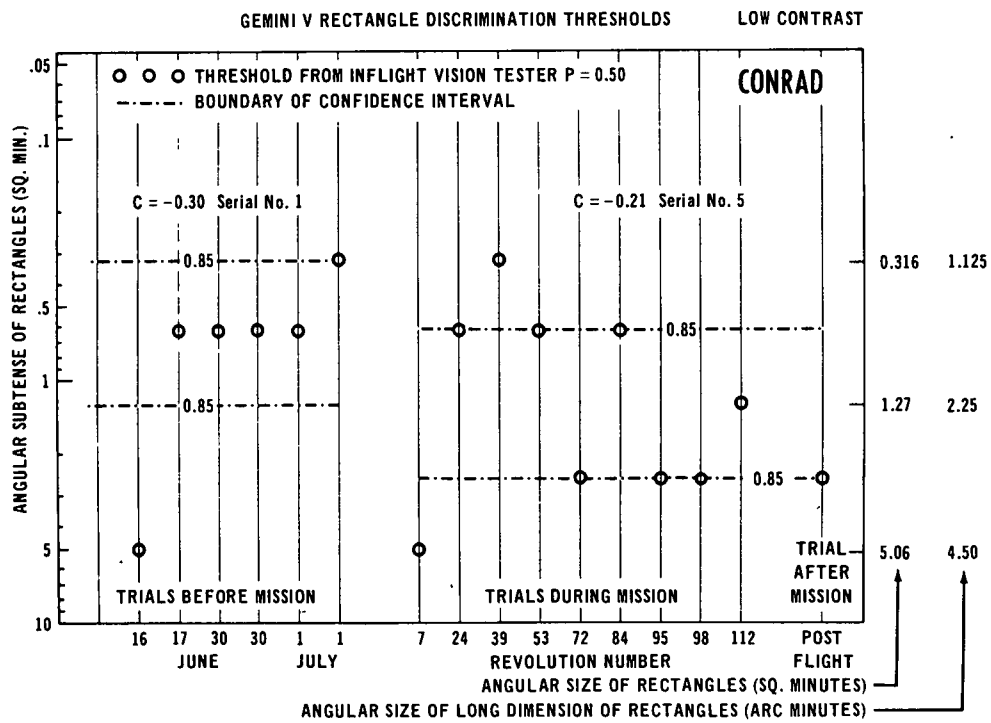 GEMINI V RECTANGLE DISCRIMINATION THRESHOLDS LOW CONTRAST
THRESHOLD FROM INFLIGHT VISION TESTER P = 0.50
BOUNDARY OF CONFIDENCE INTERVAL
CONRAD
ANGULAR SUBTENSE OF RECTANGLES (SQ. MIN.)
.05
.1
.5
1
5
10
C = -0.30 Serial No. 1
C = -0.21 Serial No. 5
0.85
0.85
0.85
0.85
0.316 1.125
1.27 2.25
5.06 4.50
TRIALS BEFORE MISSION
TRIALS DURING MISSION
TRIAL
AFTER
MISSION
16 17 30 30 1 1 7 24 39 53 72 84 95 98 112 POST
JUNE JULY REVOLUTION NUMBER FLIGHT
ANGULAR SIZE OF RECTANGLES (SQ. MINUTES)
ANGULAR SIZE OF LONG DIMENSION OF RECTANGLES (ARC MINUTES)